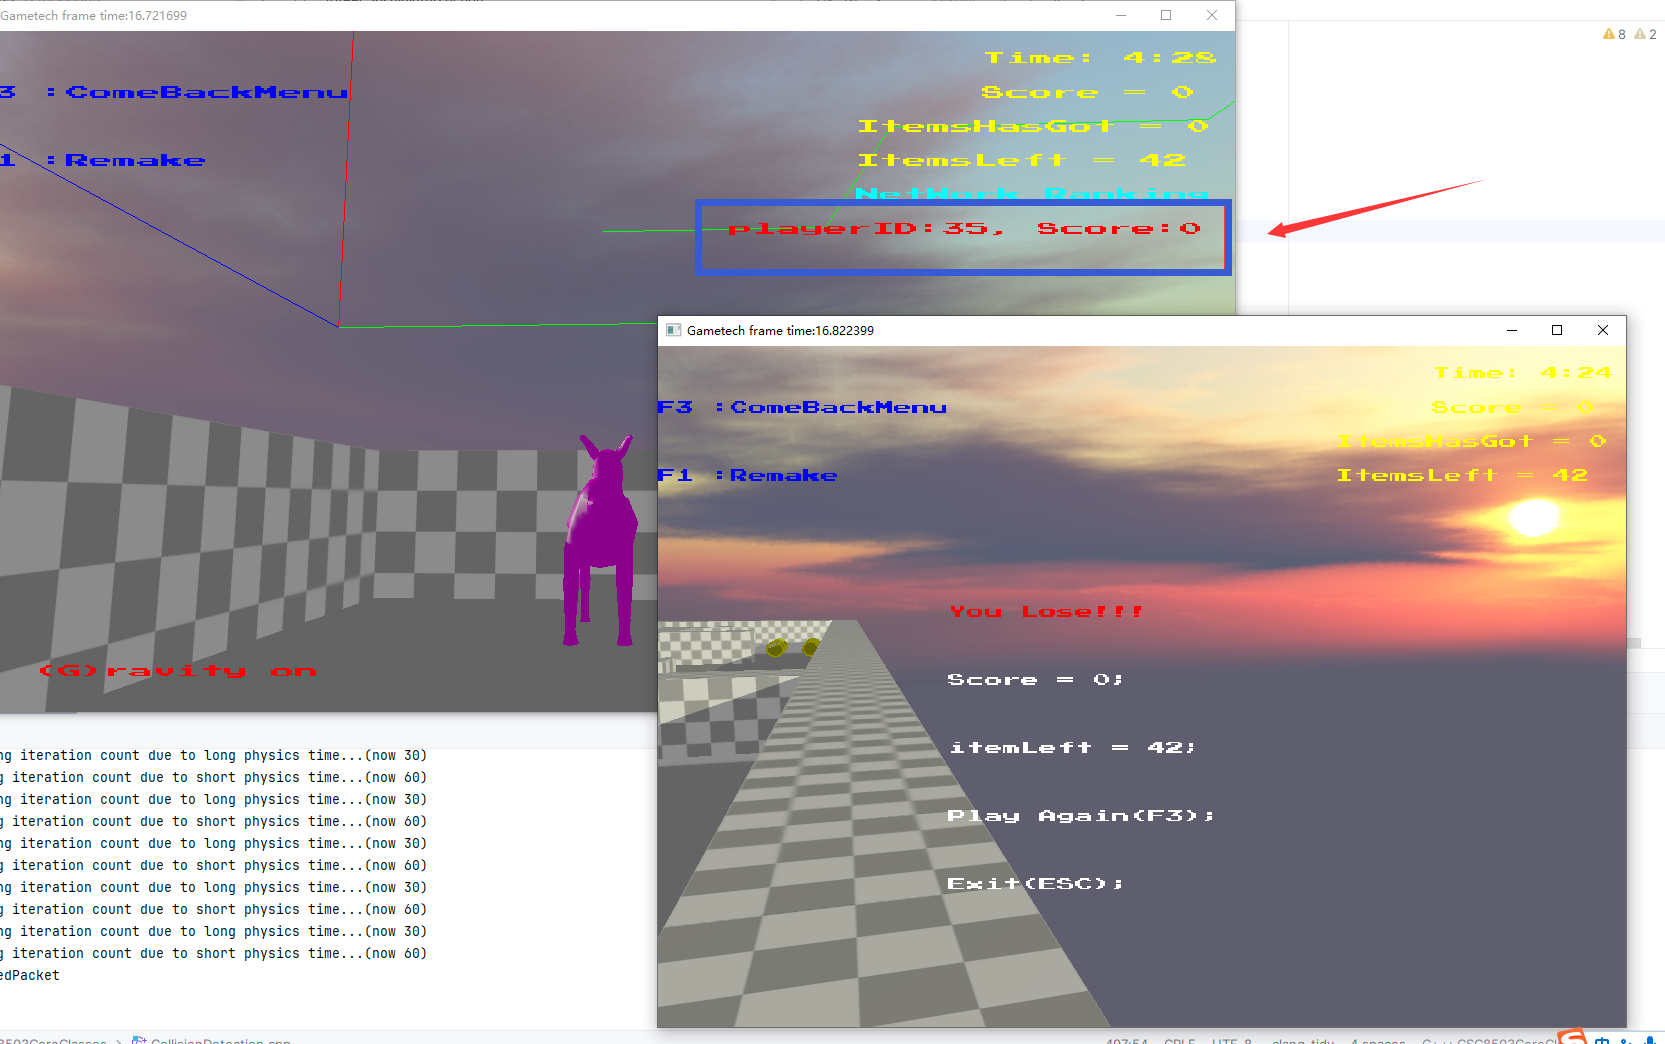 Gametech frame time:16.721699
8
2
Time: 4:28
3 :ComeBackMenu
Score = 0
ItemsHasGot = 0
1 :Remake
ItemsLeft = 42
NetWork Ranking
playerID:35, Score:0
(G)ravity on
Gametech frame time:16.822399
Time: 4:24
F3 :ComeBackMenu
Score = 0
ItemsHasGot = 0
F1 :Remake
ItemsLeft = 42
You Lose!!!
Score = 0;
itemLeft = 42;
Play Again(F3);
Exit(ESC);
ng iteration count due to long physics time...(now 30)
g iteration count due to short physics time...(now 60)
ng iteration count due to long physics time...(now 30)
g iteration count due to short physics time...(now 60)
ng iteration count due to long physics time...(now 30)
g iteration count due to short physics time...(now 60)
ng iteration count due to long physics time...(now 30)
g iteration count due to short physics time...(now 60)
ng iteration count due to long physics time...(now 30)
g iteration count due to short physics time...(now 60)
edPacket
8503CoreClasses > CollisionDetection.cpp
497:54 CRLF UTF-8 .clang-tidy 4 spaces C++: CSC8503CoreCl